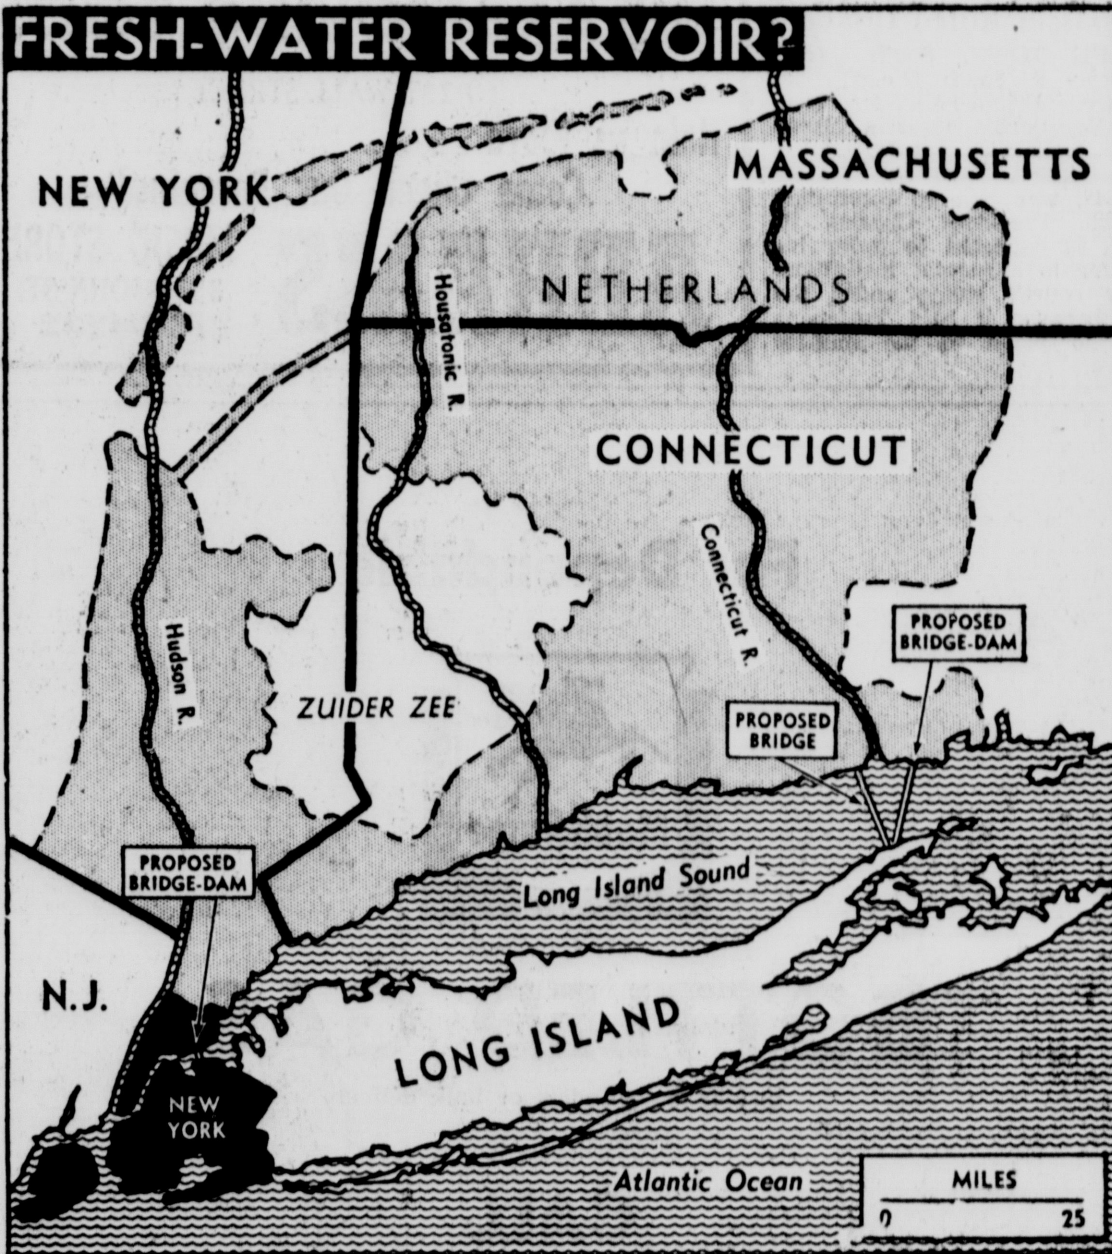 FRESH-WATER RESERVOIR?
NEW YORK
MASSACHUSETTS
NETHERLANDS
Housatonic R.
CONNECTICUT
Connecticut R.
Hudson R.
PROPOSED
BRIDGE-DAM
ZUIDER ZEE
PROPOSED
BRIDGE
PROPOSED
BRIDGE-DAM
Long Island Sound
N.J.
LONG ISLAND
NEW
YORK
Atlantic Ocean
MILES
0 25